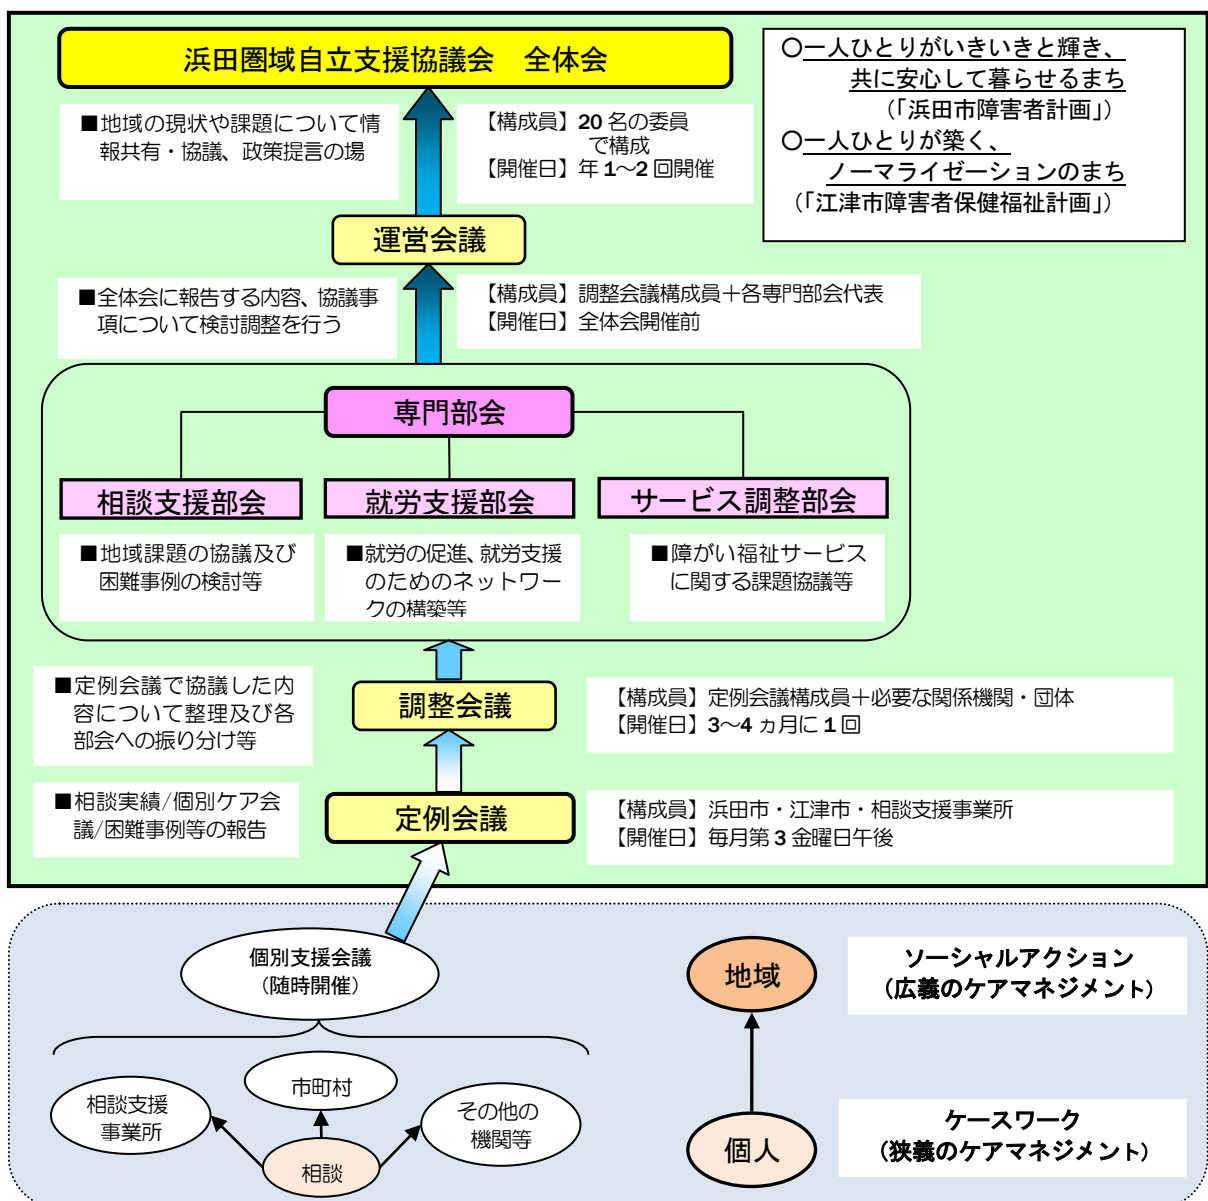 浜田圏域自立支援協議会　全体会
〇一人ひとりがいきいきと輝き、
共に安心して暮らせるまち
（「浜田市障害者計画」）
〇一人ひとりが築く、
ノーマライゼーションのまち
（「江津市障害者保健福祉計画」）
■地域の現状や課題について情
報共有・協議、政策提言の場
【構成員】20 名の委員
で構成
【開催日】年 1～2 回開催
運営会議
■全体会に報告する内容、協議事
項について検討調整を行う
【構成員】調整会議構成員＋各専門部会代表
【開催日】全体会開催前
専門部会
相談支援部会
就労支援部会
サービス調整部会
■地域課題の協議及び
困難事例の検討等
■就労の促進、就労支援
のためのネットワー
クの構築等
■障がい福祉サービス
に関する課題協議等
■定例会議で協議した内
容について整理及び各
部会への振り分け等
調整会議
【構成員】定例会議構成員＋必要な関係機関・団体
【開催日】3～4 ヵ月に 1 回
■相談実績/個別ケア会
議/困難事例等の報告
定例会議
【構成員】浜田市・江津市・相談支援事業所
【開催日】毎月第 3 金曜日午後
個別支援会議
（随時開催）
市町村
相談支援
事業所
その他の
機関等
相談
地域
ソーシャルアクション
（広義のケアマネジメント）
個人
ケースワーク
（狭義のケアマネジメント）